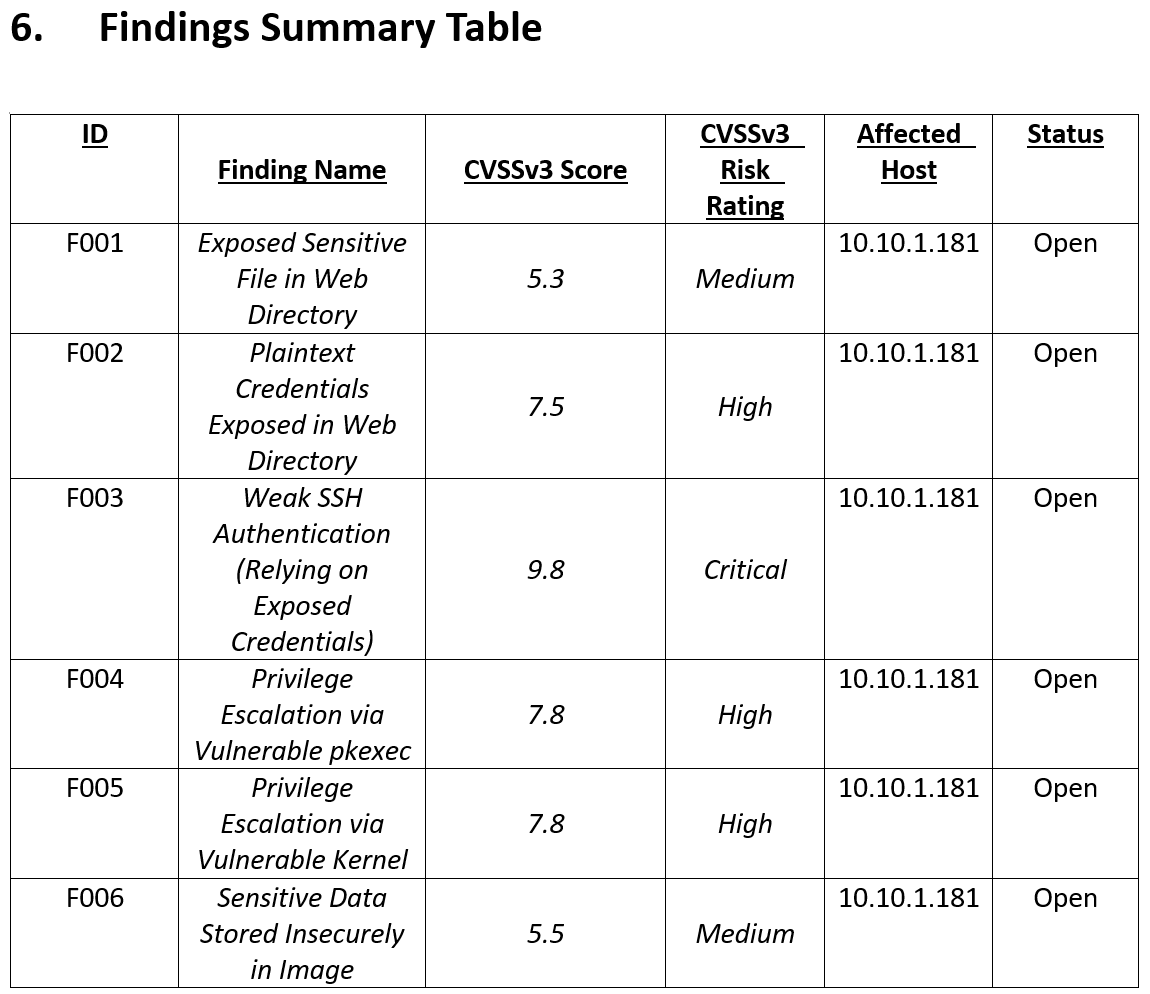 6. Findings Summary Table
ID
Finding Name
CVSSv3 Score
CVSSv3
Risk
Rating
Affected
Host
Status
F001
Exposed Sensitive
File in Web
Directory
5.3
Medium
10.10.1.181
Open
F002
Plaintext
Credentials
Exposed in Web
Directory
7.5
High
10.10.1.181
Open
F003
Weak SSH
Authentication
(Relying on
Exposed
Credentials)
9.8
Critical
10.10.1.181
Open
F004
Privilege
Escalation via
Vulnerable pkexec
7.8
High
10.10.1.181
Open
F005
Privilege
Escalation via
Vulnerable Kernel
7.8
High
10.10.1.181
Open
F006
Sensitive Data
Stored Insecurely
in Image
5.5
Medium
10.10.1.181
Open